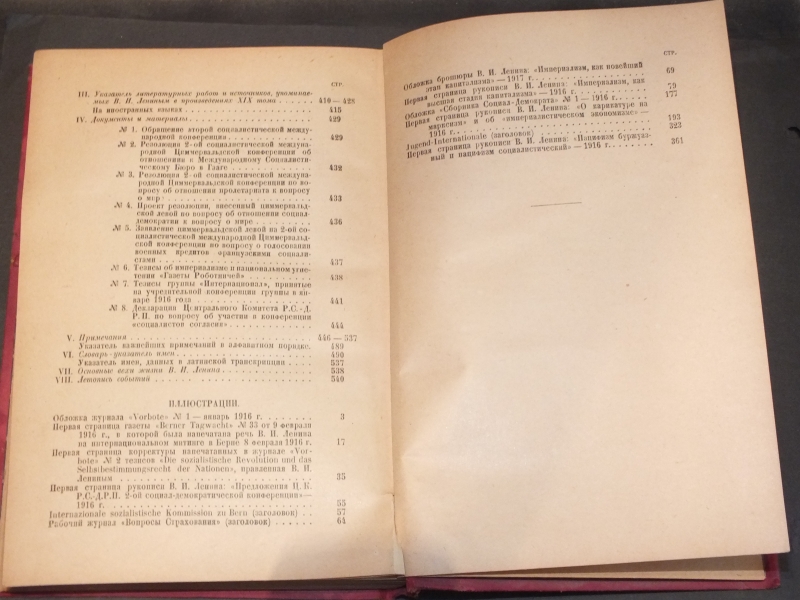 СТР.
III. Указатель литературных работ и источников, упоминае-
мых В. И. Лениным в произведениях XIX тома . . . . . . 410 — 428
На иностранных языках . . . . . . . . . . . . . . . . . . 415
IV. Документы и материалы . . . . . . . . . . . . . . . . . . 429
№ 1. Обращение второй социалистической между-
народной конференции . . . . . . . . . . . 429
№ 2. Резолюция 2-ой социалистической междуна-
родной Циммервальдской конференции об
отношении к Международному Социалисти-
ческому Бюро в Гааге . . . . . . . . . . . 432
№ 3. Резолюция 2-ой социалистической междуна-
родной Циммервальдской конференции по во-
просу об отношении пролетариата к вопросу
о мире . . . . . . . . . . . . . . . . . . 433
№ 4. Проект резолюции, внесенный циммервальд-
ской левой по вопросу об отношении социал-
демократии к вопросу о мире . . . . . . . 436
№ 5. Заявление циммервальдской левой на 2-ой со-
циалистической международной Циммервальд-
ской конференции по вопросу о голосовании
военных кредитов французскими социали-
стами . . . . . . . . . . . . . . . . . . 437
№ 6. Тезисы об империализме и национальном угне-
тении «Газеты Роботничей» . . . . . . . . 438
№ 7. Тезисы группы «Интернационал», принятые
на учредительной конференции группы в ян-
варе 1916 года . . . . . . . . . . . . . . 441
№ 8. Декларация Центрального Комитета Р.С.-Д.
Р.П. по вопросу об участии в конференции
«социалистов согласия» . . . . . . . . . . 444
V. Примечания . . . . . . . . . . . . . . . . . . . . . 446 — 537
Указатель важнейших примечаний в алфавитном порядке. 489
VI. Словарь-указатель имен . . . . . . . . . . . . . . . 490
Указатель имен, данных в латинской транскрипции . . . . 537
VII. Основные вехи жизни В. И. Ленина . . . . . . . . . . 538
VIII. Летопись событий . . . . . . . . . . . . . . . . . . 540
ИЛЛЮСТРАЦИИ.
Обложка журнала «Vorbote» № 1 — январь 1916 г. . . . . . . 3
Первая страница газеты «Berner Tagwacht» № 33 от 9 февраля
1916 г., в которой была напечатана речь В. И. Ленина
на интернациональном митинге в Берне 8 февраля 1916 г. 17
Первая страница корректуры напечатанных в журнале «Vor-
bote» № 2 тезисов «Die sozialistische Revolution und das
Selbstbestimmungsrecht der Nationen», правленная В. И.
Лениным . . . . . . . . . . . . . . . . . . . . . . . . 35
Первая страница рукописи В. И. Ленина: «Предложения Ц. К.
Р.С.-Д.Р.П. 2-ой социал-демократической конференции» —
1916 г. . . . . . . . . . . . . . . . . . . . . . . . . 55
Internationale sozialistische Kommission zu Bern (заголовок) . . 57
Рабочий журнал «Вопросы Страхования» (заголовок) . . . . . . 64
СТР.
Обложка брошюры В. И. Ленина: «Империализм, как новейший
этап капитализма» — 1917 г. . . . . . . . . . . . . . . 69
Первая страница рукописи В. И. Ленина: «Империализм, как
высшая стадия капитализма» — 1916 г. . . . . . . . . . . 79
Обложка «Сборника Социал-Демократа» № 1 — 1916 г. . . . . . 177
Первая страница рукописи В. И. Ленина: «О карикатуре на
марксизм и об «империалистическом экономизме» —
1916 г. . . . . . . . . . . . . . . . . . . . . . . . . 193
Jugend-Internationale (заголовок) . . . . . . . . . . . . . 323
Первая страница рукописи В. И. Ленина: «Пацифизм буржуаз-
ный и пацифизм социалистический» — 1916 г. . . . . . . . 361